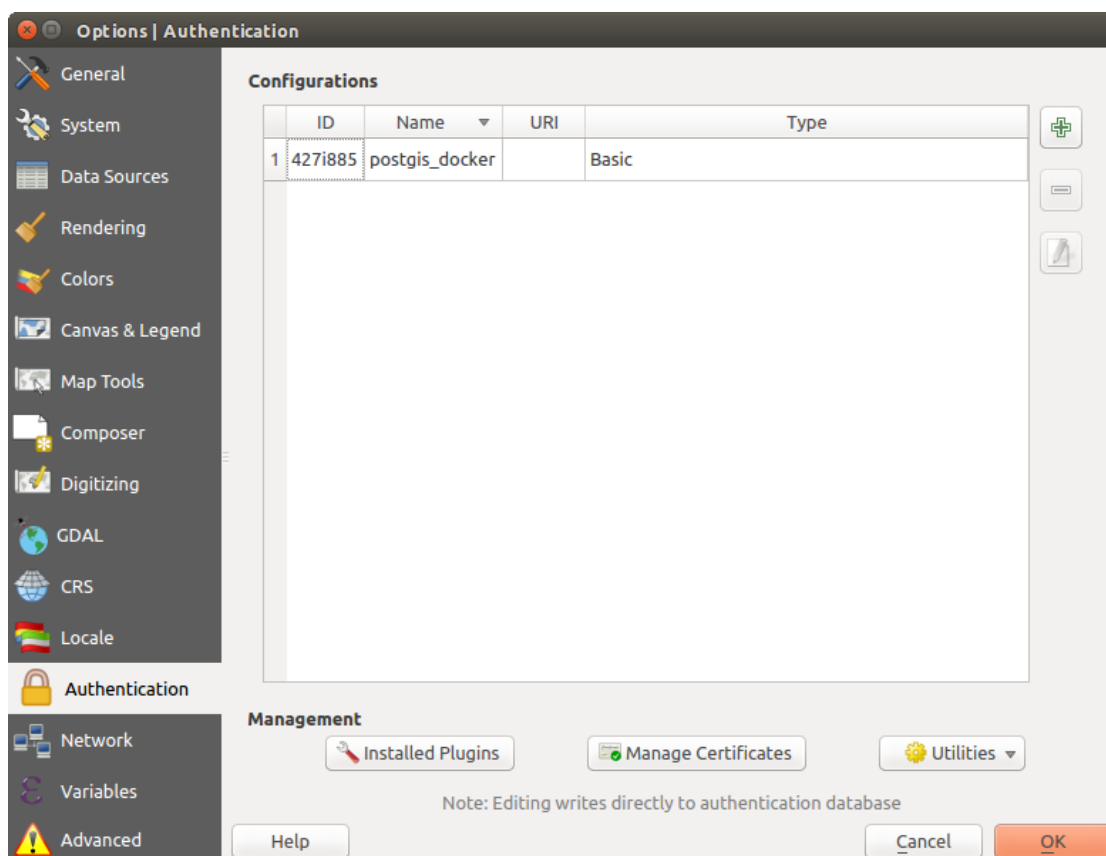 Options | Authentication
General
System
Data Sources
Rendering
Colors
Canvas & Legend
Map Tools
Composer
Digitizing
GDAL
CRS
Locale
Authentication
Network
Variables
Advanced
Configurations
ID Name URI Type
1 427i885 postgis_docker Basic
Management
Installed Plugins Manage Certificates Utilities
Note: Editing writes directly to authentication database
Help Cancel OK